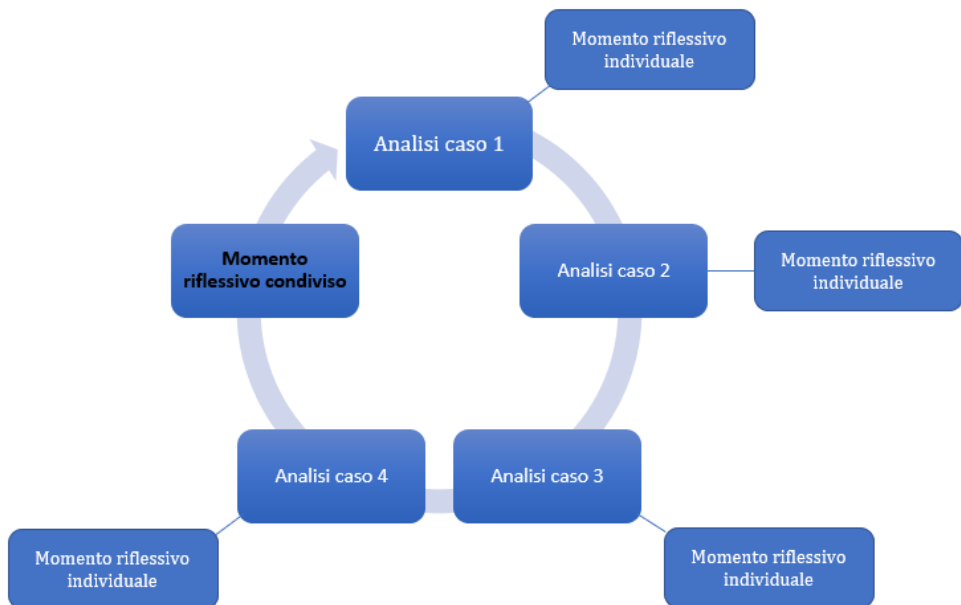 Momento riflessivo
individuale
Analisi caso 1
Momento
riflessivo condiviso
Analisi caso 2
Momento riflessivo
individuale
Analisi caso 4
Analisi caso 3
Momento riflessivo
individuale
Momento riflessivo
individuale